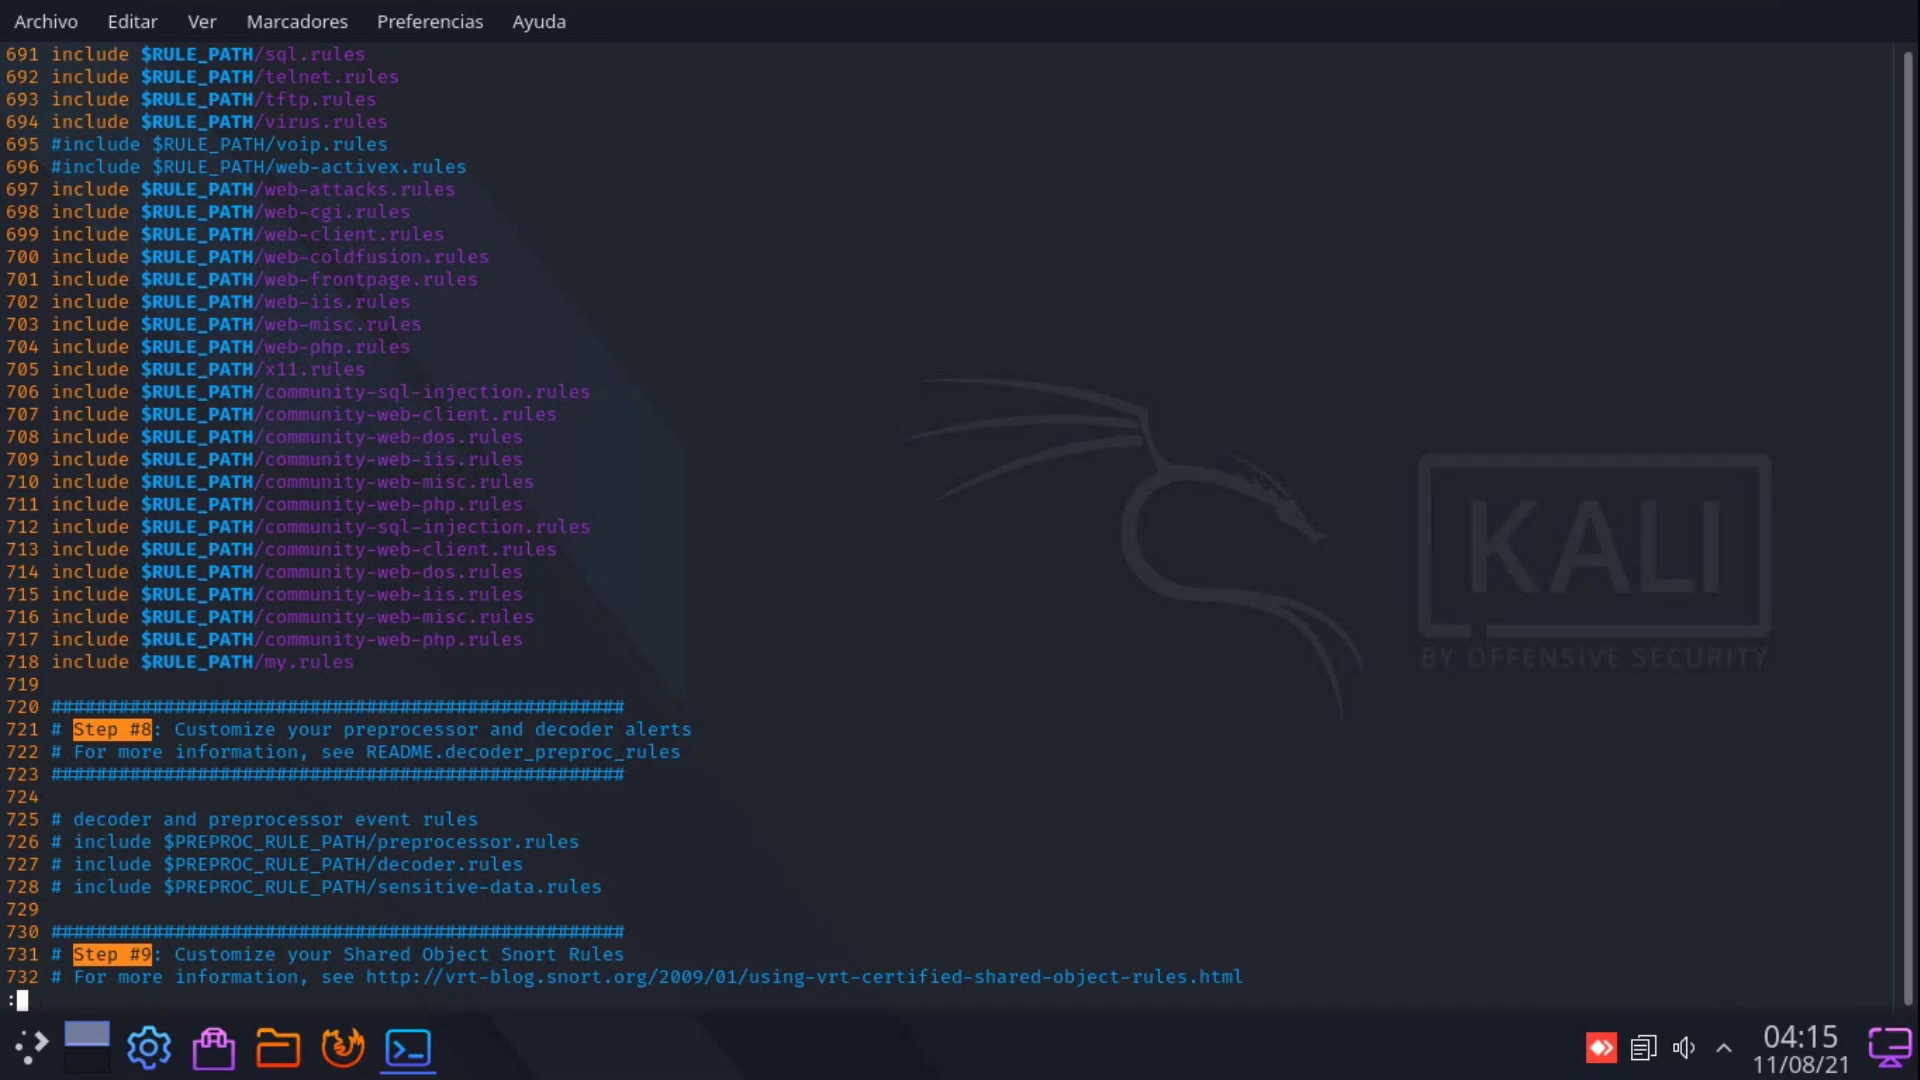 Archivo Editar Ver Marcadores Preferencias Ayuda
691 include $RULE_PATH/sql.rules
692 include $RULE_PATH/telnet.rules
693 include $RULE_PATH/tftp.rules
694 include $RULE_PATH/virus.rules
695 #include $RULE_PATH/voip.rules
696 #include $RULE_PATH/web-activex.rules
697 include $RULE_PATH/web-attacks.rules
698 include $RULE_PATH/web-cgi.rules
699 include $RULE_PATH/web-client.rules
700 include $RULE_PATH/web-coldfusion.rules
701 include $RULE_PATH/web-frontpage.rules
702 include $RULE_PATH/web-iis.rules
703 include $RULE_PATH/web-misc.rules
704 include $RULE_PATH/web-php.rules
705 include $RULE_PATH/x11.rules
706 include $RULE_PATH/community-sql-injection.rules
707 include $RULE_PATH/community-web-client.rules
708 include $RULE_PATH/community-web-dos.rules
709 include $RULE_PATH/community-web-iis.rules
710 include $RULE_PATH/community-web-misc.rules
711 include $RULE_PATH/community-web-php.rules
712 include $RULE_PATH/community-sql-injection.rules
713 include $RULE_PATH/community-web-client.rules
714 include $RULE_PATH/community-web-dos.rules
715 include $RULE_PATH/community-web-iis.rules
716 include $RULE_PATH/community-web-misc.rules
717 include $RULE_PATH/community-web-php.rules
718 include $RULE_PATH/my.rules
719
720 ###################################################
721 # Step #8: Customize your preprocessor and decoder alerts
722 # For more information, see README.decoder_preproc_rules
723 ###################################################
724
725 # decoder and preprocessor event rules
726 # include $PREPROC_RULE_PATH/preprocessor.rules
727 # include $PREPROC_RULE_PATH/decoder.rules
728 # include $PREPROC_RULE_PATH/sensitive-data.rules
729
730 ###################################################
731 # Step #9: Customize your Shared Object Snort Rules
732 # For more information, see http://vrt-blog.snort.org/2009/01/using-vrt-certified-shared-object-rules.html
:
KALI
BY OFFENSIVE SECURITY
04:15
11/08/21